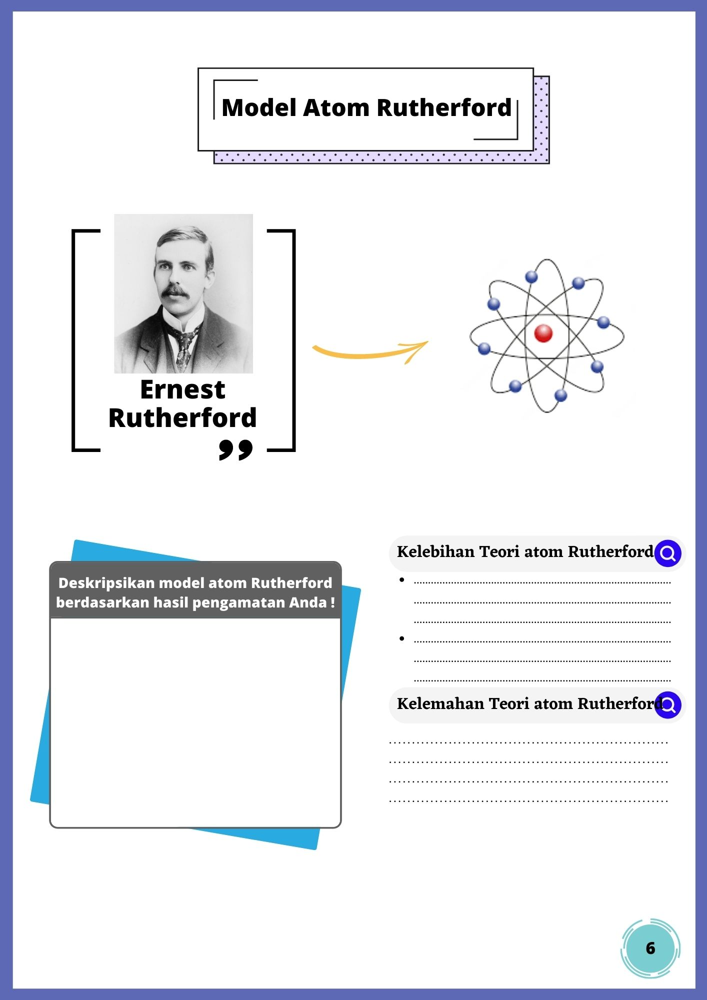 Model Atom Rutherford
Ernest
Rutherford
”
Deskripsikan model atom Rutherford
berdasarkan hasil pengamatan Anda !
Kelebihan Teori atom Rutherford
• ..........................................................................................
..........................................................................................
..........................................................................................
• ..........................................................................................
..........................................................................................
..........................................................................................
Kelemahan Teori atom Rutherford
.............................................................
.............................................................
.............................................................
.............................................................
6